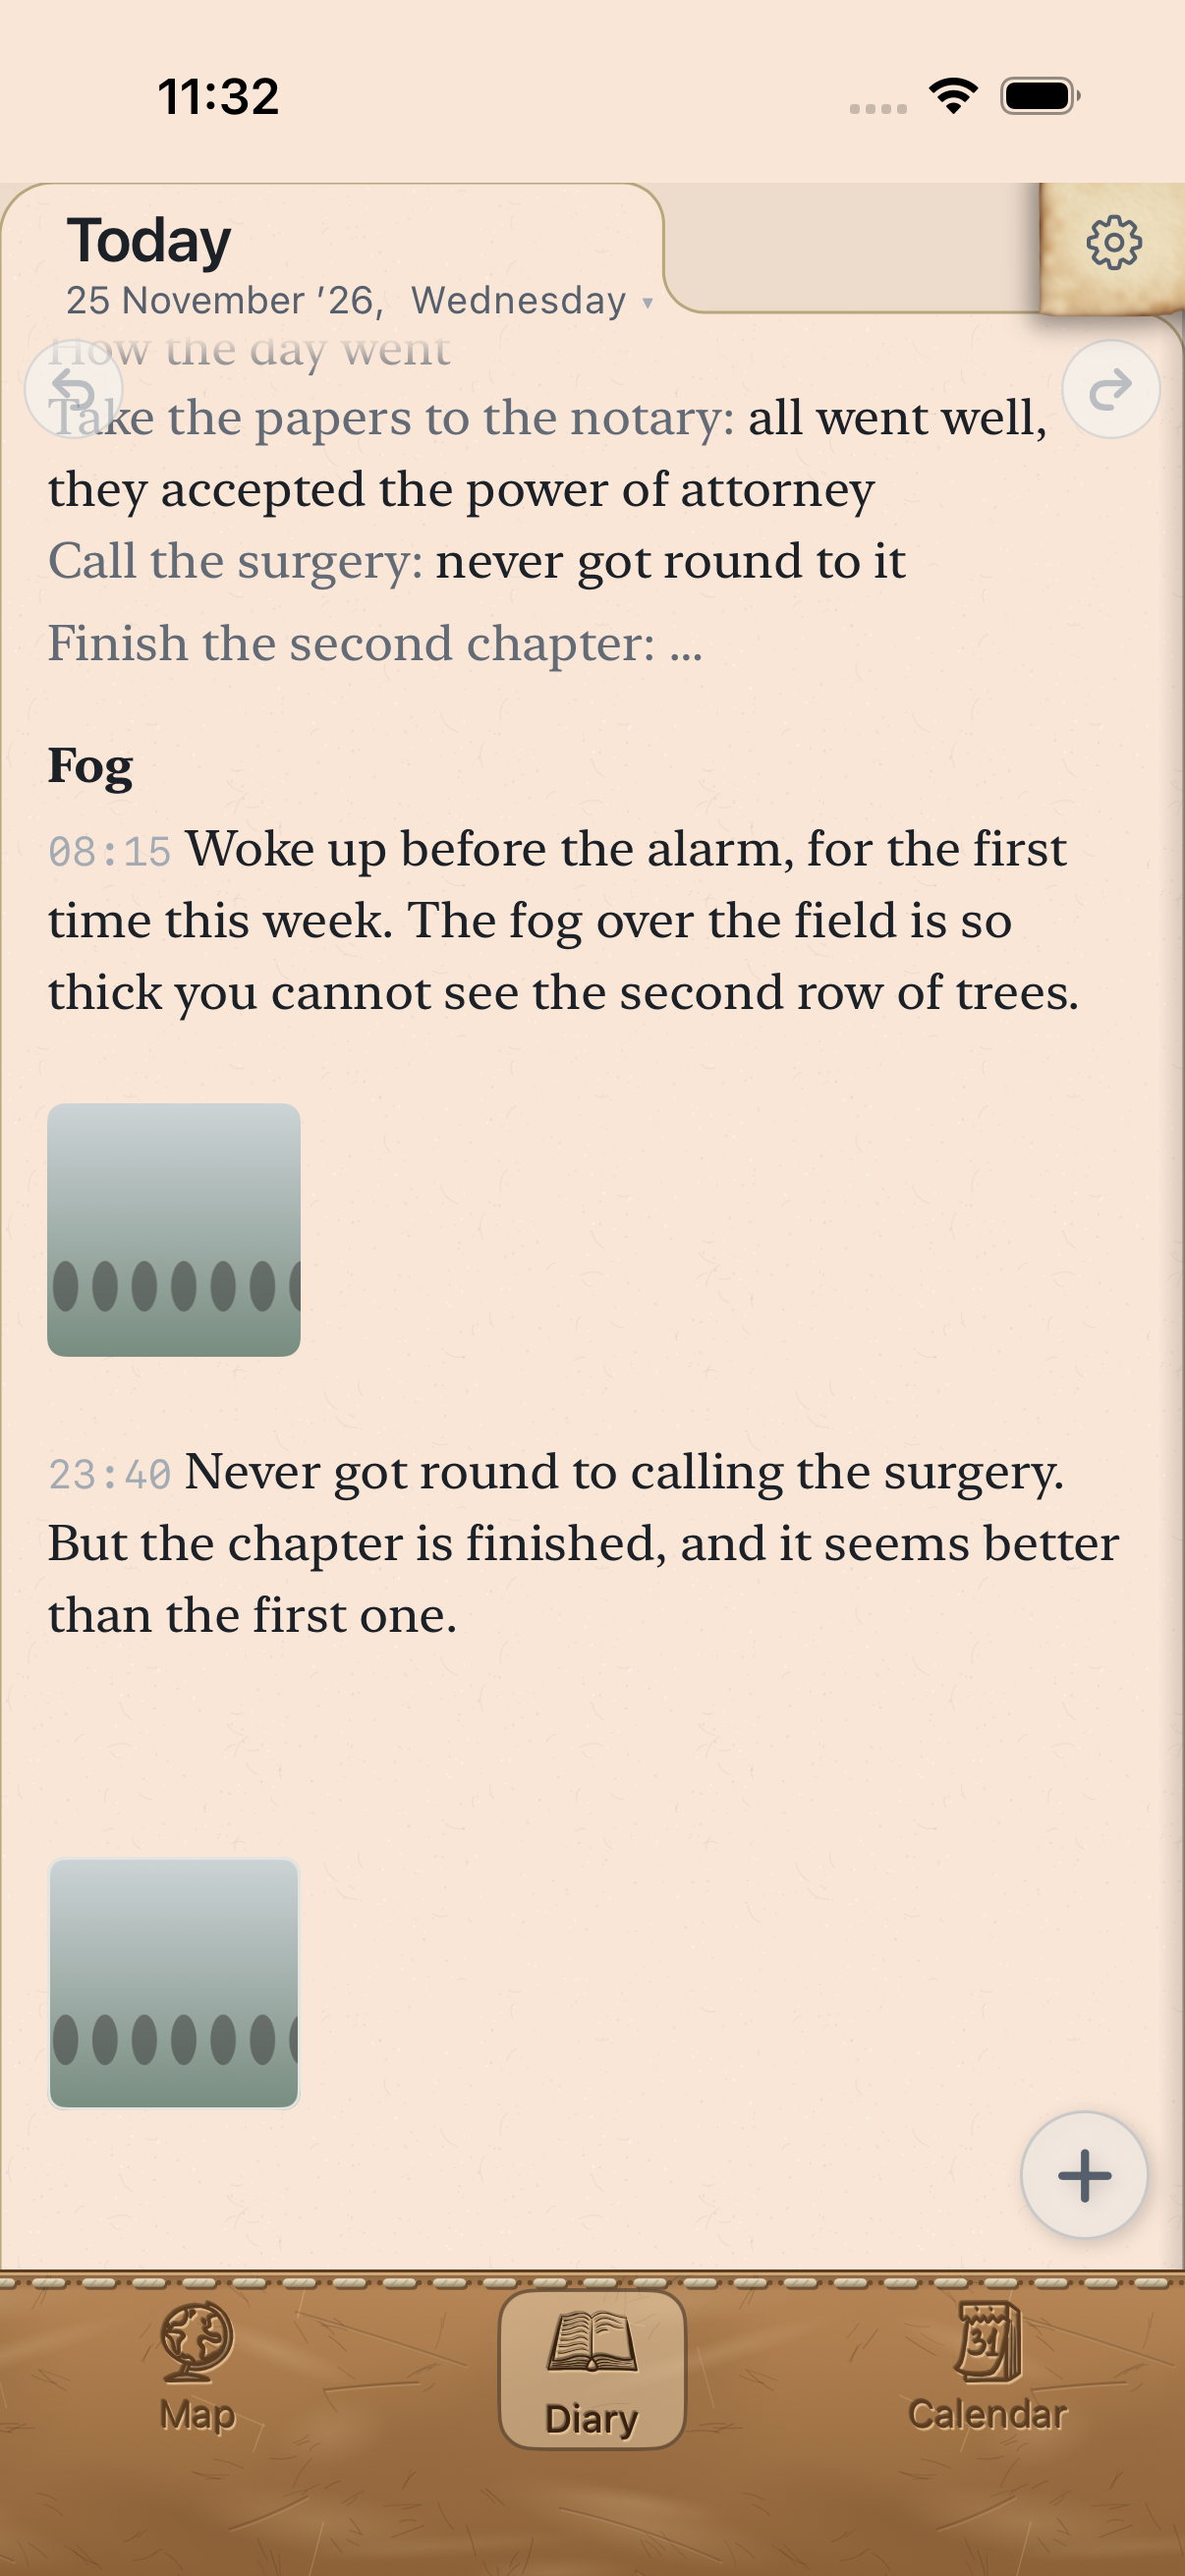 11:32
Today
25 November ’26, Wednesday
How the day went
Take the papers to the notary: all went well,
they accepted the power of attorney
Call the surgery: never got round to it
Finish the second chapter: ...
Fog
08:15 Woke up before the alarm, for the first
time this week. The fog over the field is so
thick you cannot see the second row of trees.
23:40 Never got round to calling the surgery.
But the chapter is finished, and it seems better
than the first one.
31
Map
Diary
Calendar